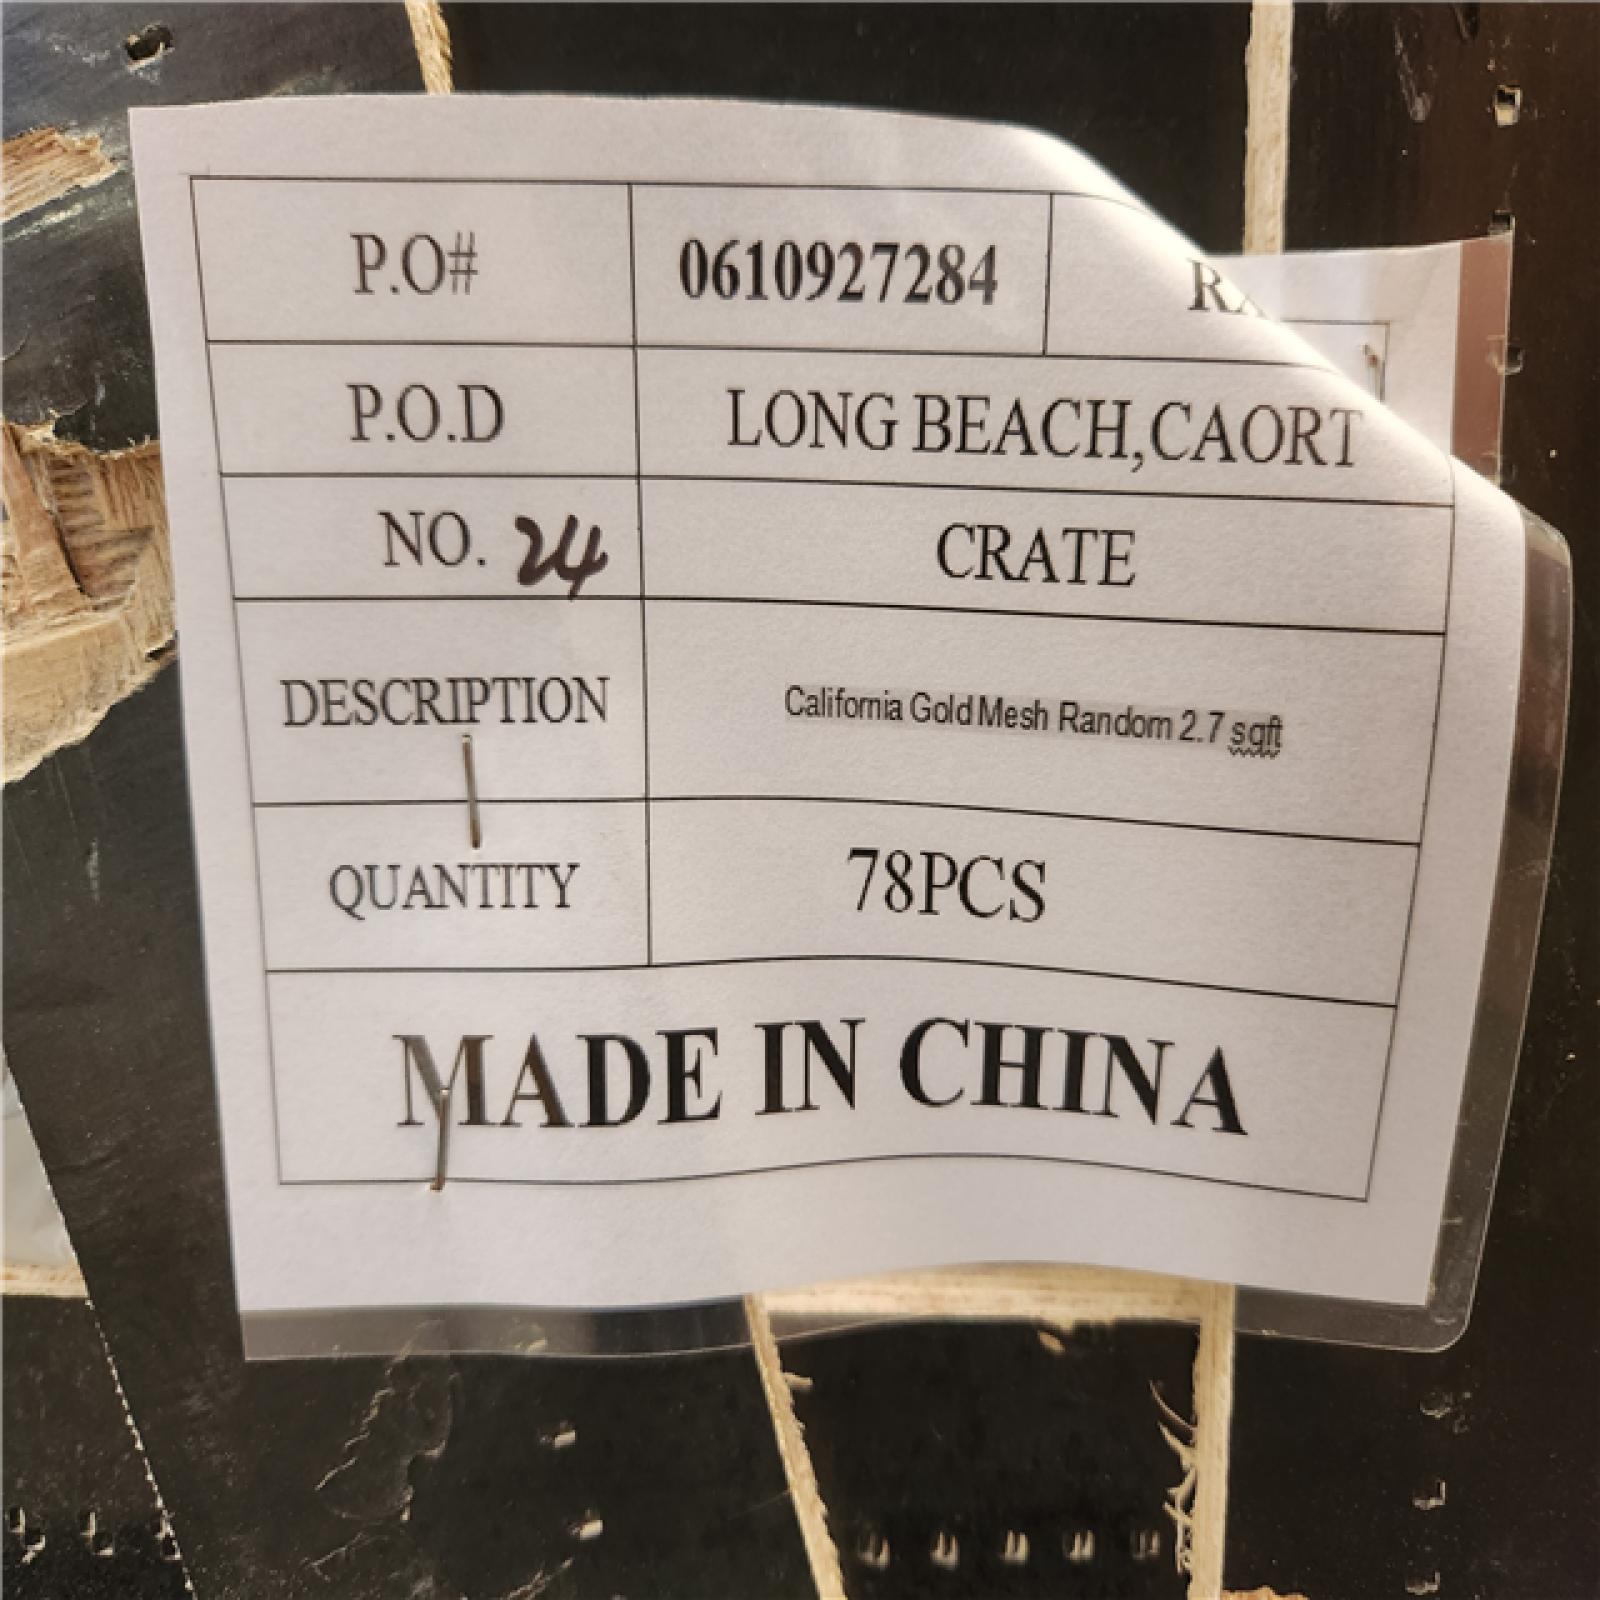 P.O# 0610927284
P.O.D LONG BEACH,CAORT
NO. 24 CRATE
DESCRIPTION California Gold Mesh Random 2.7 sqft
QUANTITY 78PCS
MADE IN CHINA